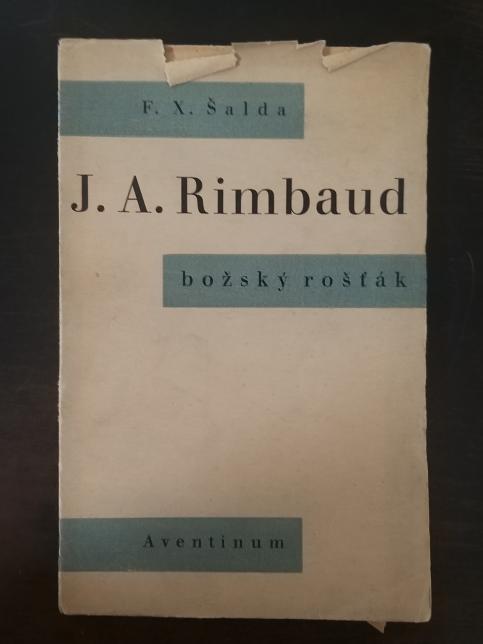 F. X. Šalda
J. A. Rimbaud
božský rošťák
Aventinum